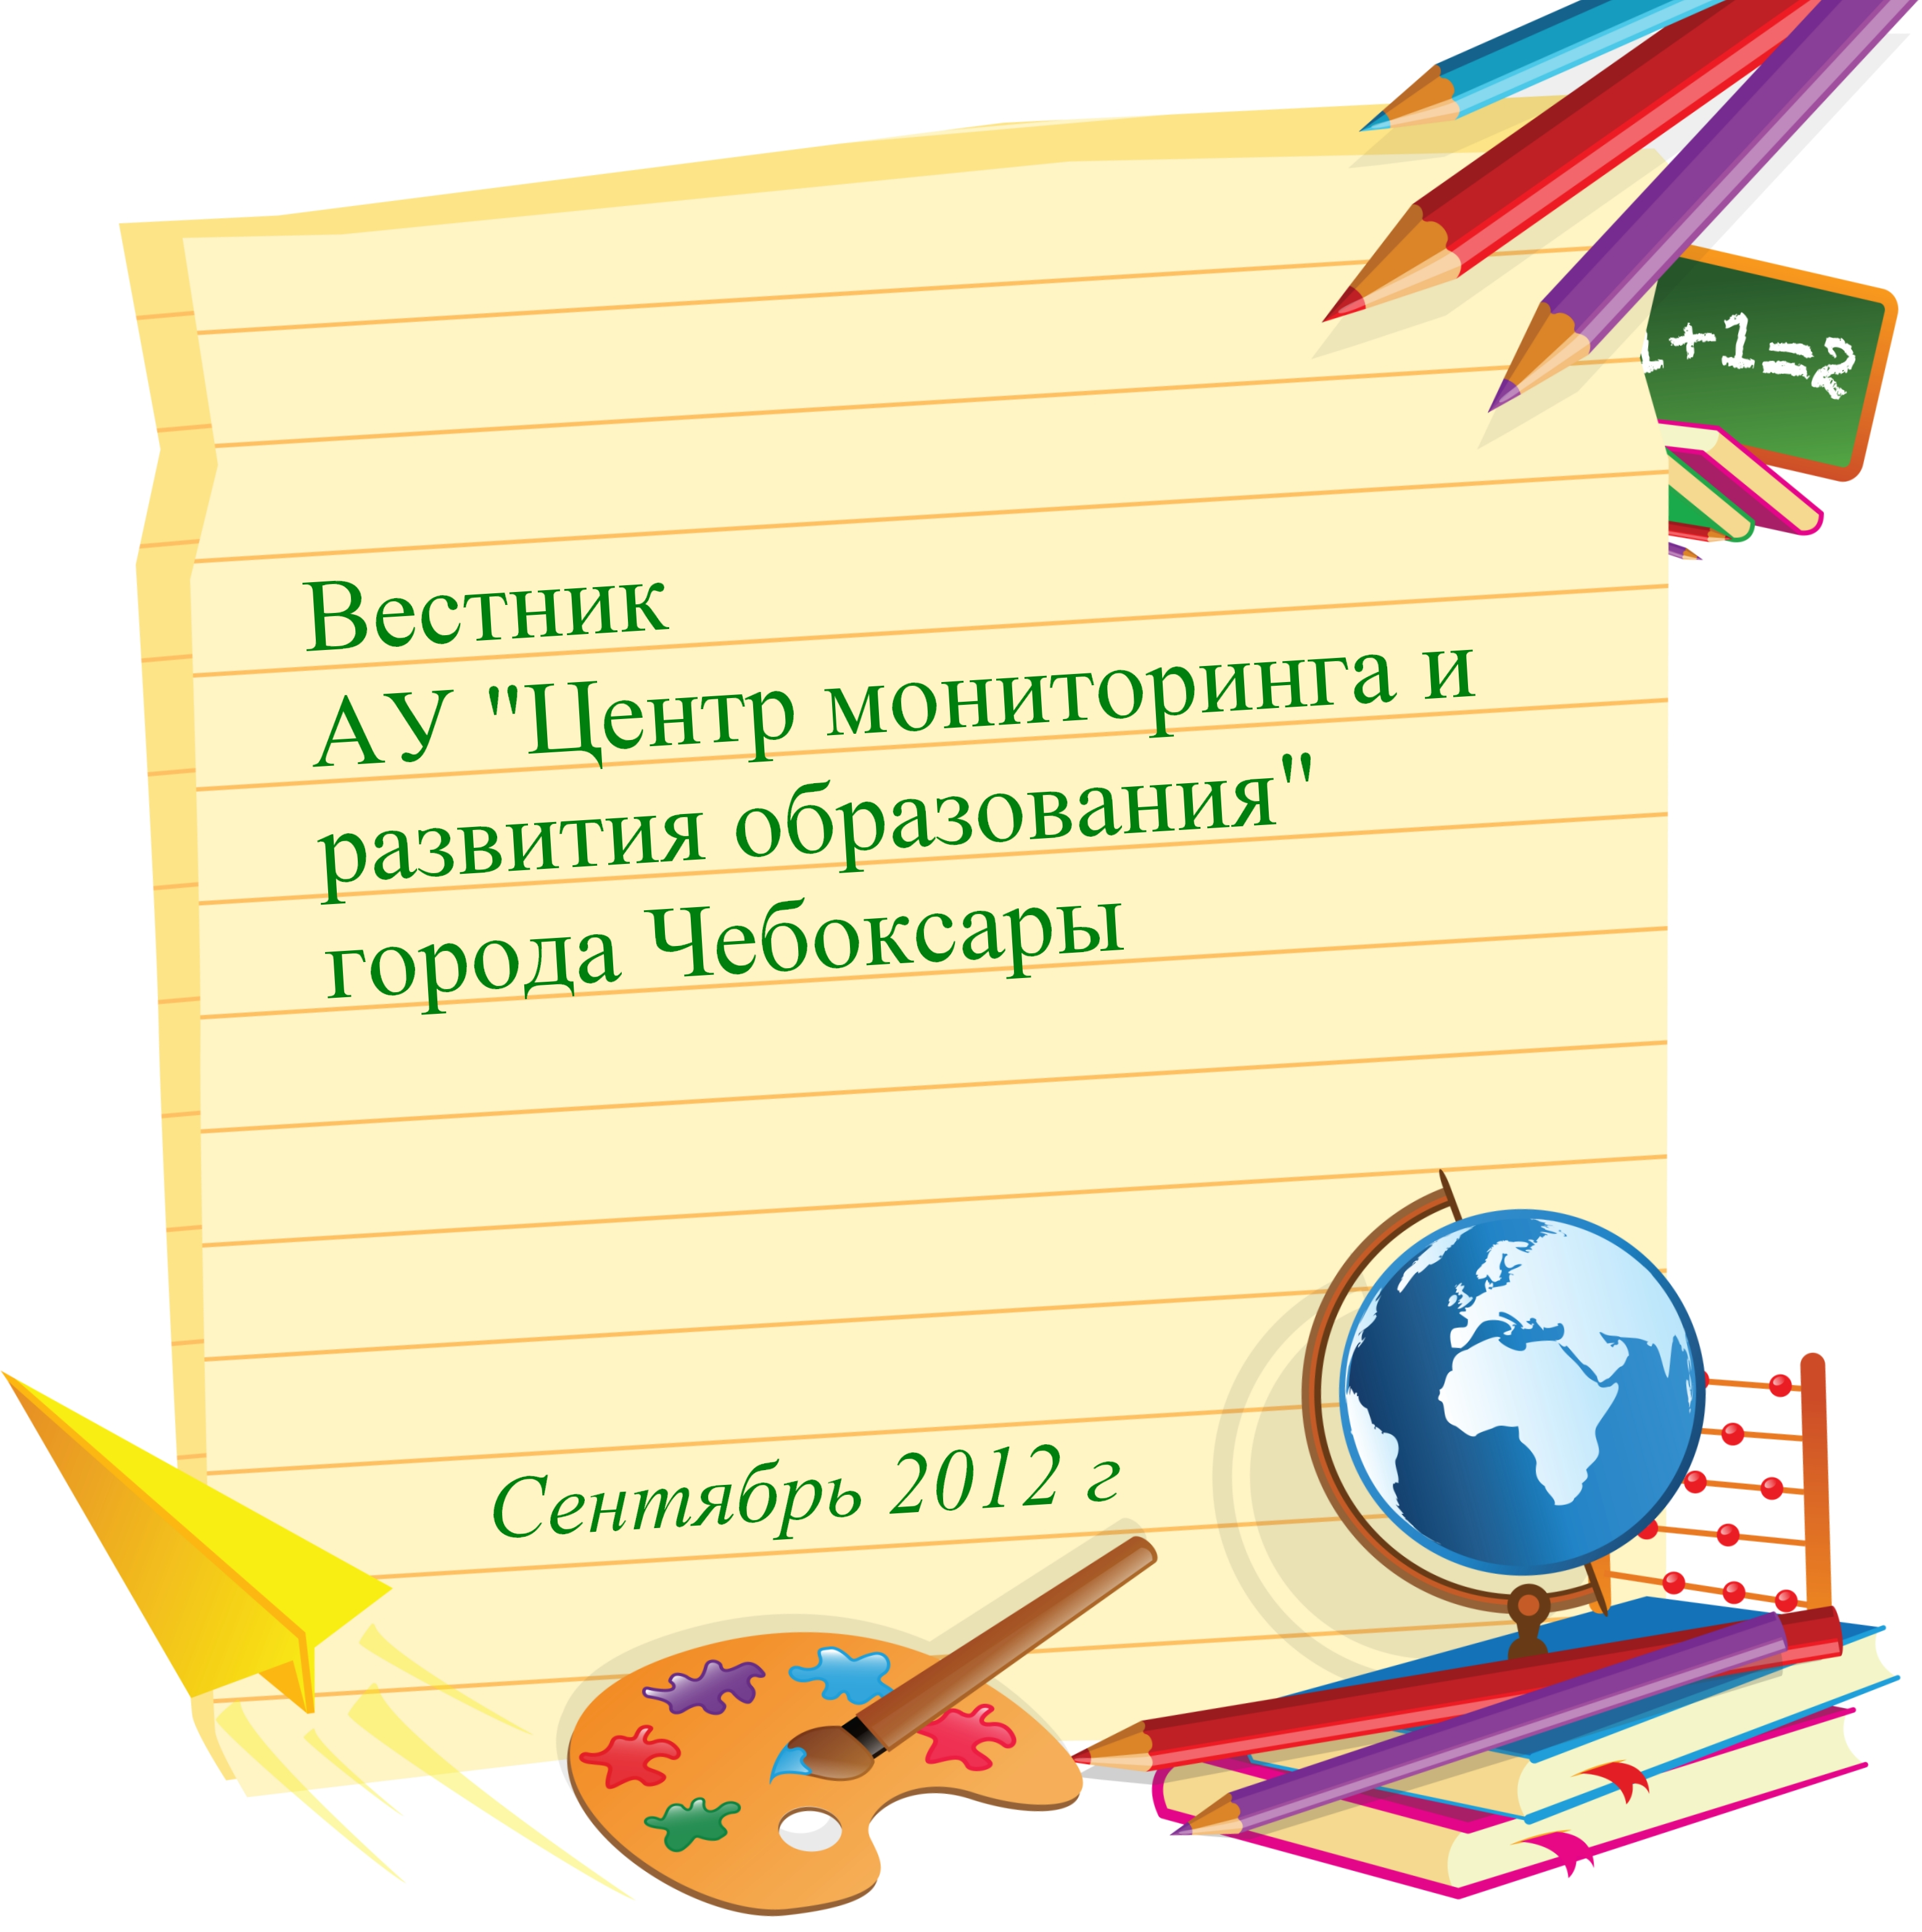 1+1=2
Вестник
АУ "Центр мониторинга и
развития образования"
города Чебоксары
Сентябрь 2012 г